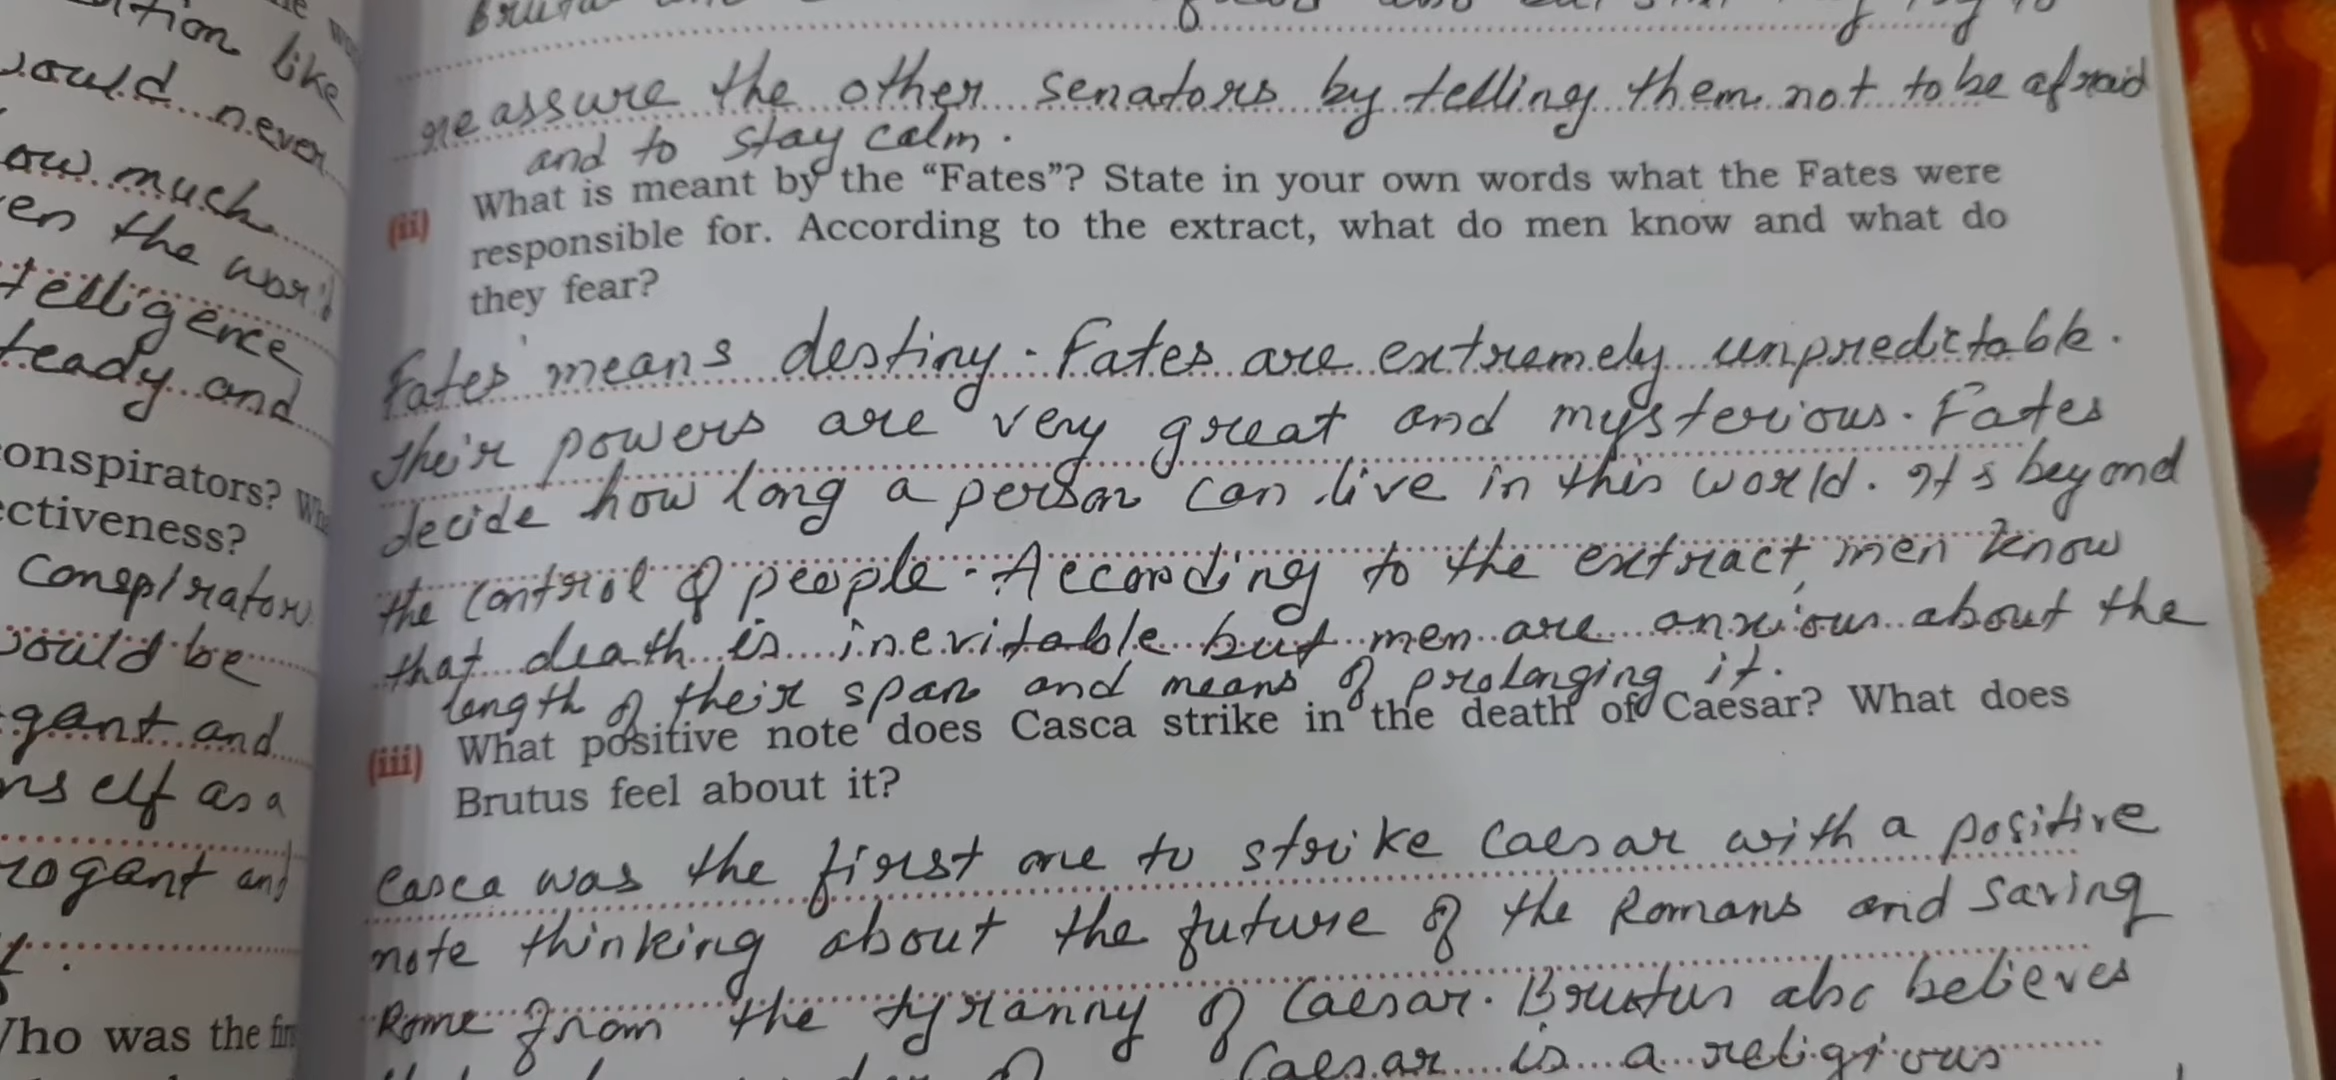 ition like
would never
ow much
en the wor
telligence
teady and
onspirators?
ectiveness?
Conspirators
would be
gant and
ns elf as a
rogant and
Who was the fir
reassure the other senators by telling them not to be afraid
and to stay calm.
(ii) What is meant by the “Fates”? State in your own words what the Fates were
responsible for. According to the extract, what do men know and what do
they fear?
Fates' means destiny. Fates are extremely unpredictable.
Their powers are very great and mysterious. Fates
decide how long a person can live in this world. It s beyond
the control of people. According to the extract, men know
that death is inevitable but men are anxious about the
length of their span and means of prolonging it.
(iii) What positive note does Casca strike in the death of Caesar? What does
Brutus feel about it?
Casca was the first one to strike Caesar with a positive
note thinking about the future of the Romans and saving
Rome from the tyranny of Caesar. Brutus also believes
Caesar is a religious